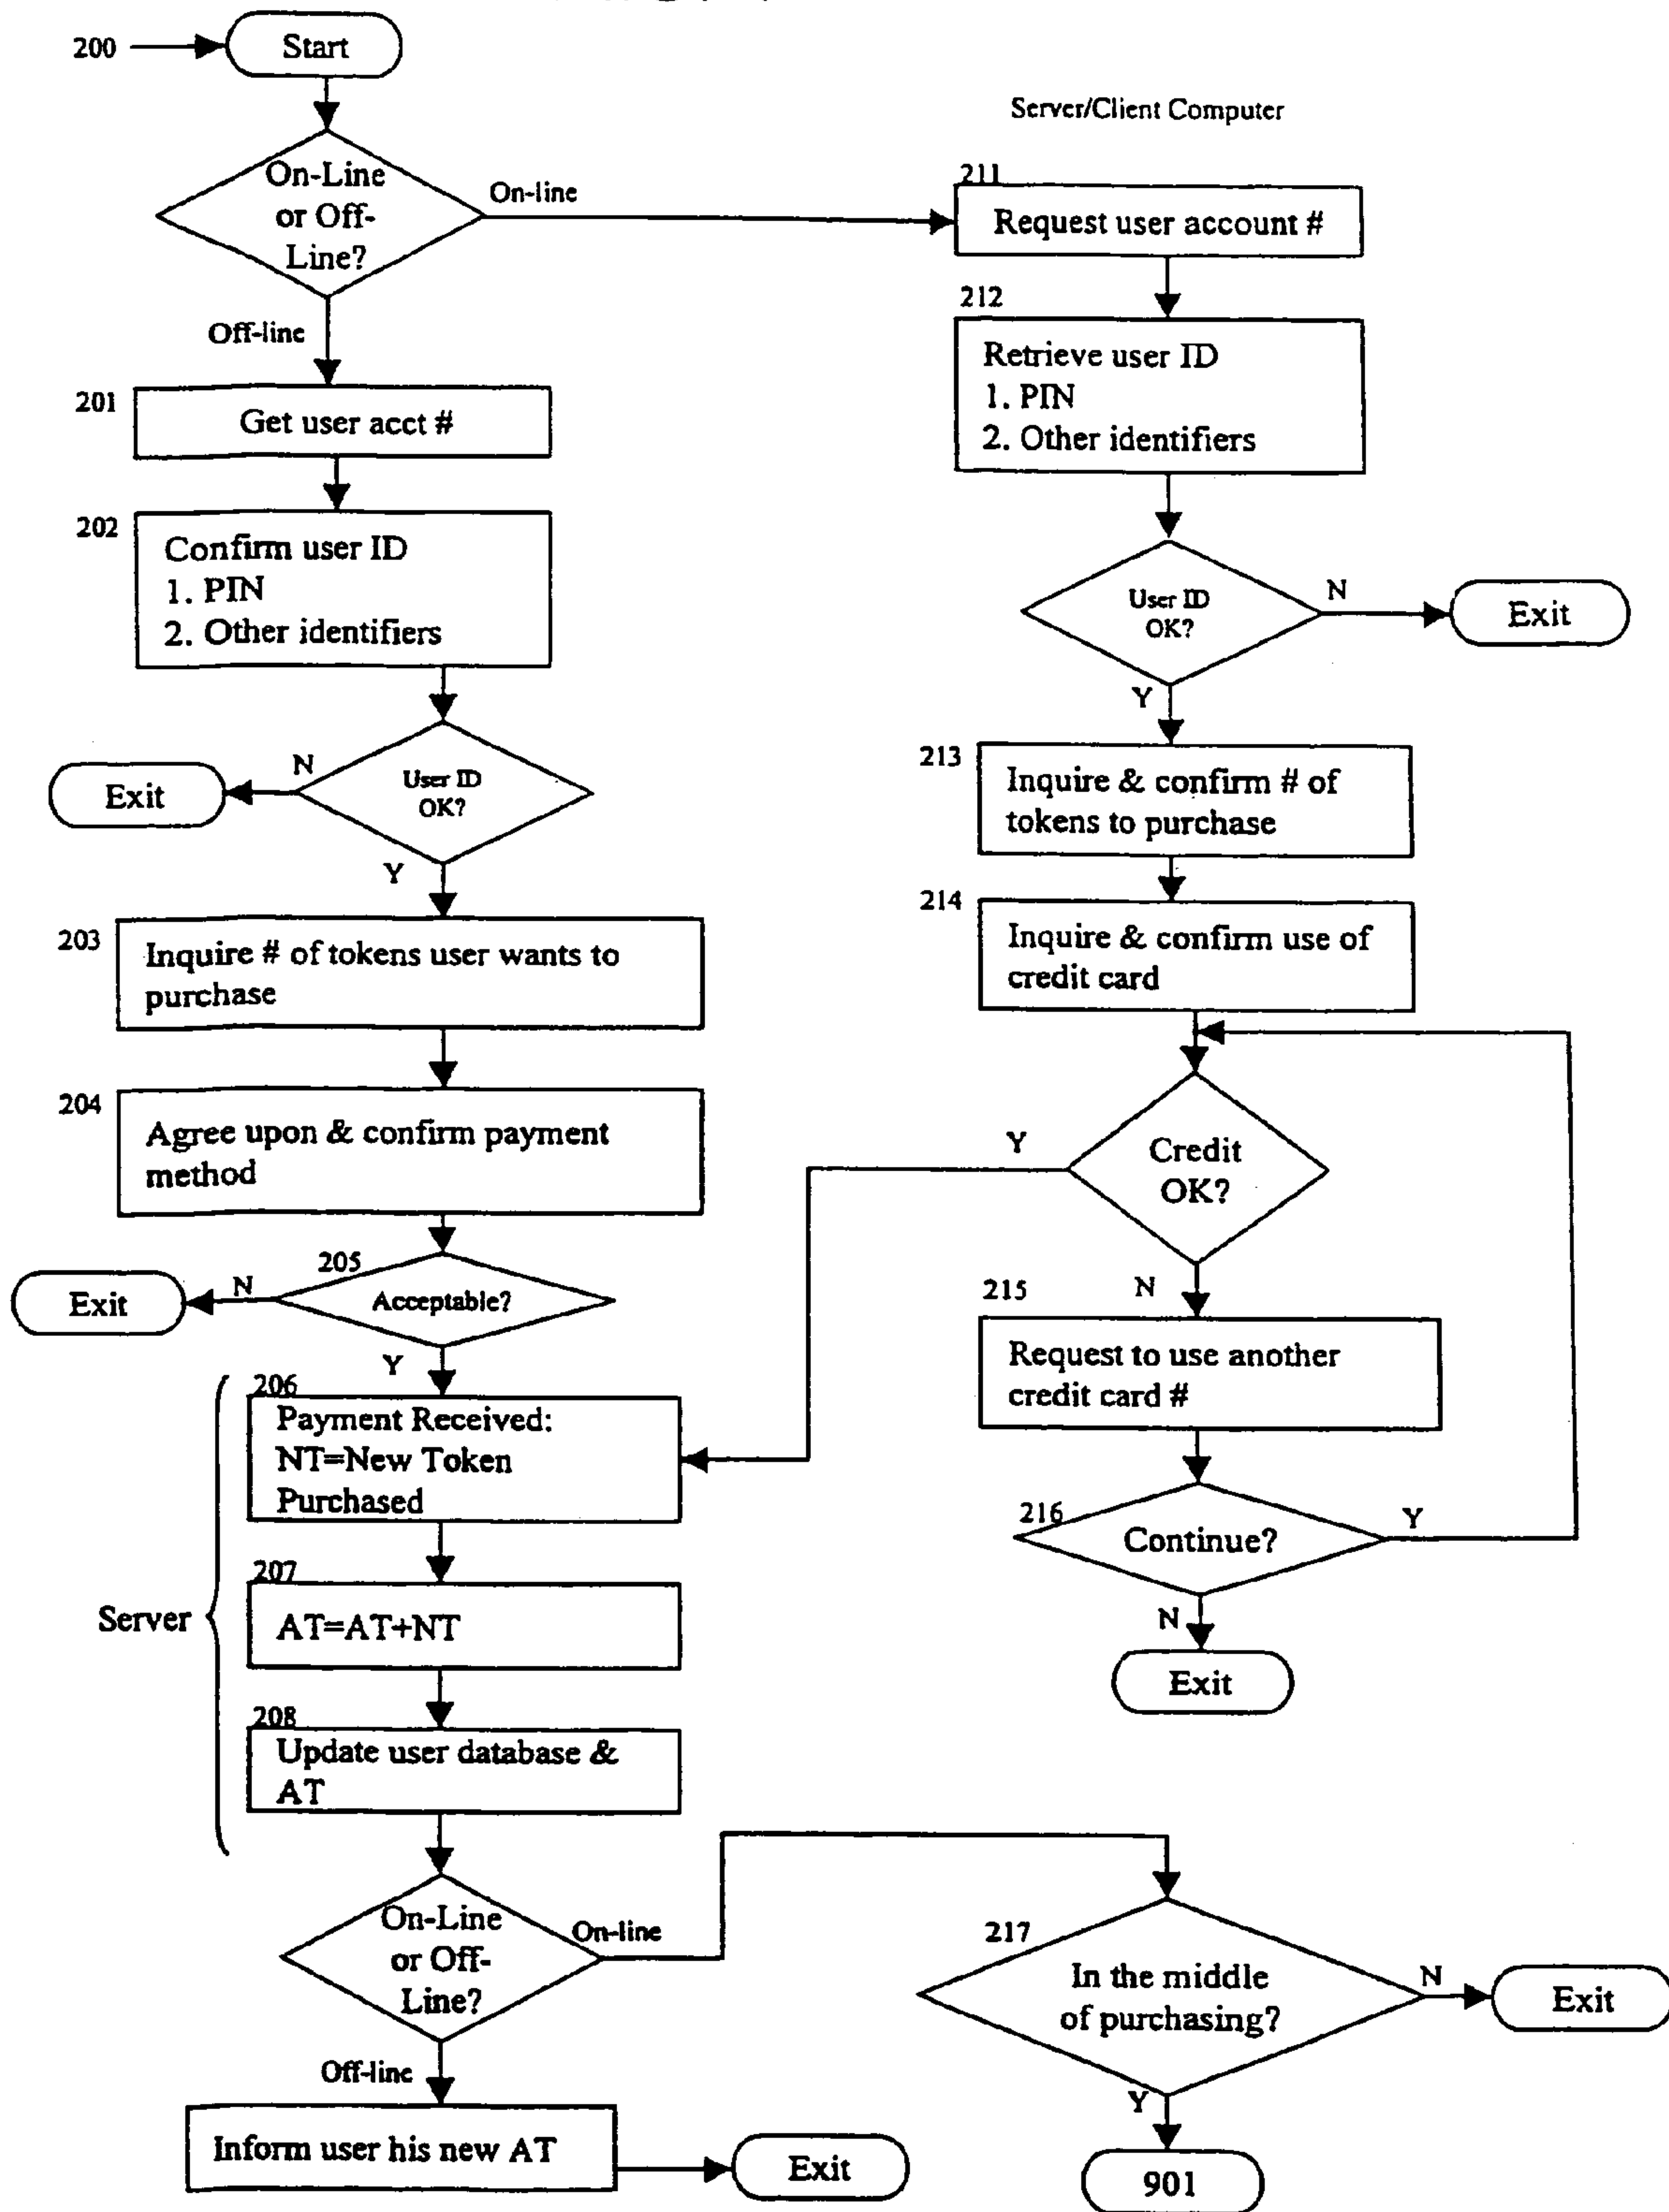 200
Start
On-Line
or Off-
Line?
On-line
Off-line
201
Get user acct #
202
Confirm user ID
1. PIN
2. Other identifiers
User ID
OK?
N
Exit
Y
203
Inquire # of tokens user wants to
purchase
204
Agree upon & confirm payment
method
205
Acceptable?
N
Exit
Y
Server
206
Payment Received:
NT=New Token
Purchased
207
AT=AT+NT
208
Update user database &
AT
On-Line
or Off-
Line?
On-line
Off-line
Inform user his new AT
Exit
Server/Client Computer
211
Request user account #
212
Retrieve user ID
1. PIN
2. Other identifiers
User ID
OK?
N
Exit
Y
213
Inquire & confirm # of
tokens to purchase
214
Inquire & confirm use of
credit card
Credit
OK?
Y
N
215
Request to use another
credit card #
216
Continue?
Y
N
Exit
217
In the middle
of purchasing?
N
Exit
Y
901